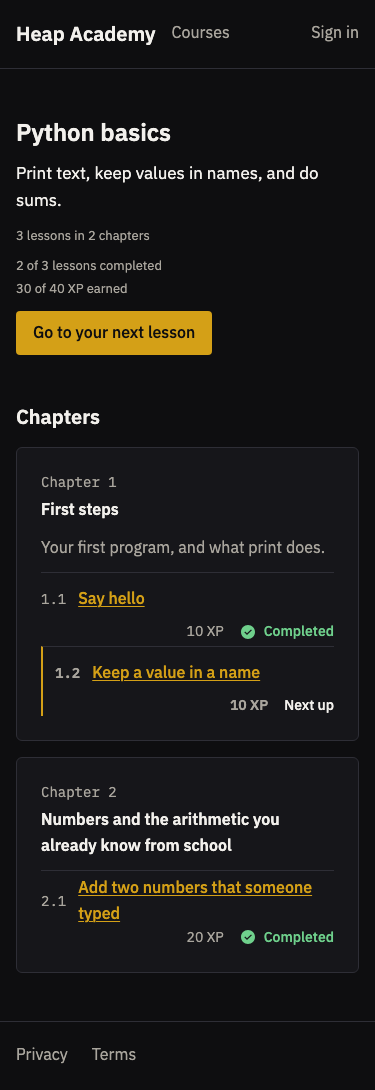 Heap Academy Courses Sign in
Python basics
Print text, keep values in names, and do
sums.
3 lessons in 2 chapters
2 of 3 lessons completed
30 of 40 XP earned
Go to your next lesson
Chapters
Chapter 1
First steps
Your first program, and what print does.
1.1 Say hello
10 XP Completed
1.2 Keep a value in a name
10 XP Next up
Chapter 2
Numbers and the arithmetic you
already know from school
2.1 Add two numbers that someone
typed
20 XP Completed
Privacy Terms